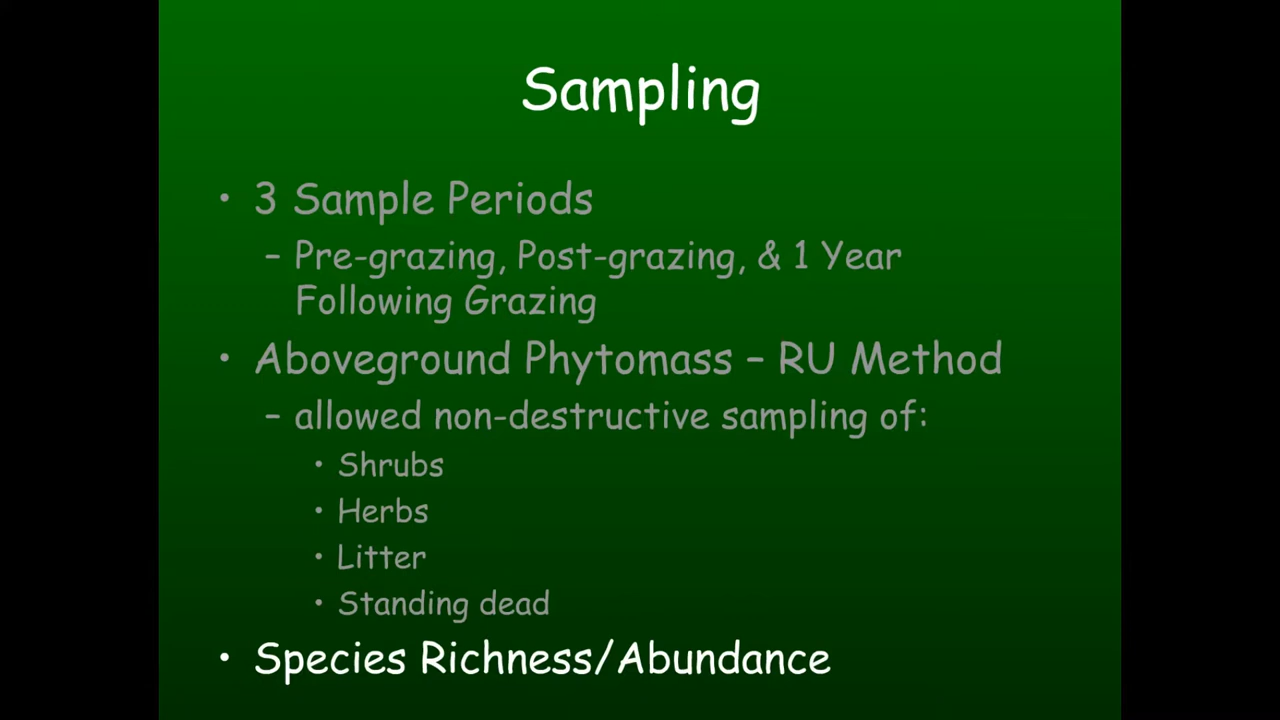 Sampling
• 3 Sample Periods
– Pre-grazing, Post-grazing, & 1 Year
Following Grazing
• Aboveground Phytomass – RU Method
– allowed non-destructive sampling of:
• Shrubs
• Herbs
• Litter
• Standing dead
• Species Richness/Abundance